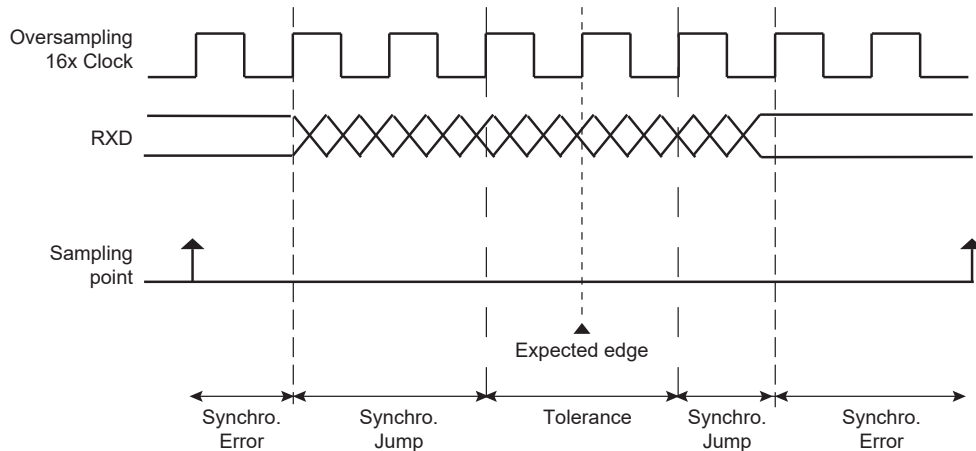 Oversampling
16x Clock
RXD
Sampling
point
Expected edge
Synchro.
Error
Synchro.
Jump
Tolerance
Synchro.
Jump
Synchro.
Error